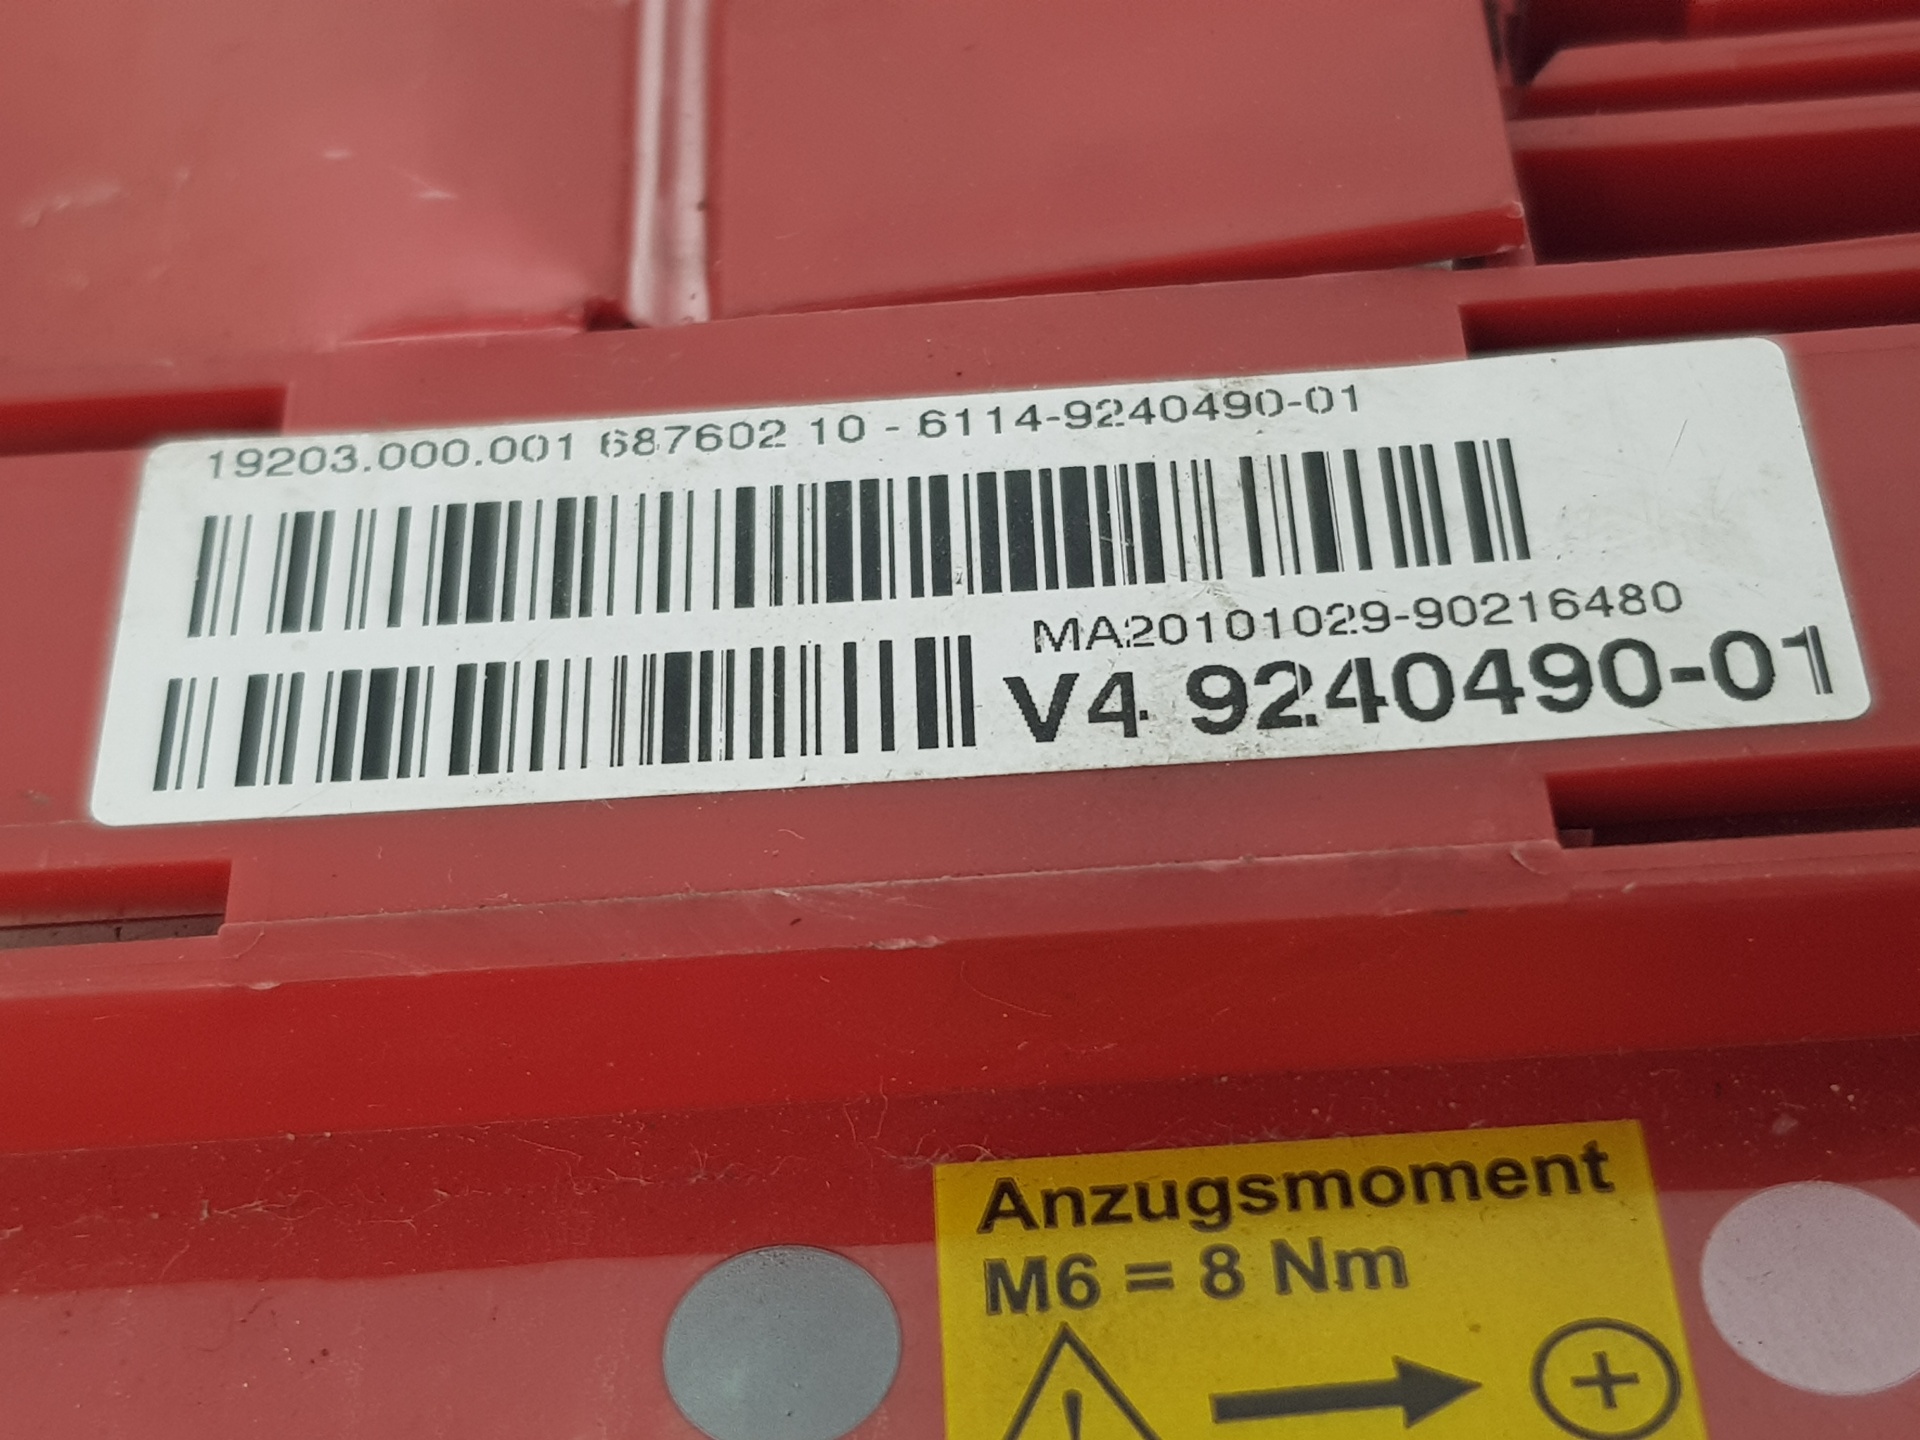 19203.000.001 687602 10 - 6114-9240490-01
MA20101029-90216480
V4 9240490-01
Anzugsmoment
M6 = 8 Nm